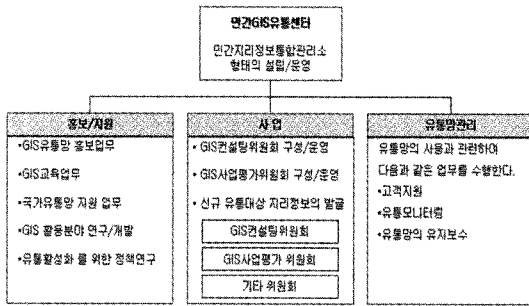 민간GIS유통센터
민간지리정보통합관리소
형태의 설립/운영
홍보/지원
•GIS유통망 홍보업무
•GIS교육업무
•국가유통망 지원 업무
•GIS 활용분야 연구/개발
•유통활성화 를 위한 정책연구
사 업
•GIS컨설팅위원회 구성/운영
•GIS사업평가위원회 구성/운영
•신규 유통대상 지리정보의 발굴
GIS컨설팅위원회
GIS사업평가 위원회
기타 위원회
유통망관리
유통망의 사용과 관련하여
다음과 같은 업무를 수행한다.
•고객지원
•유통모니터링
•유통망의 유지보수